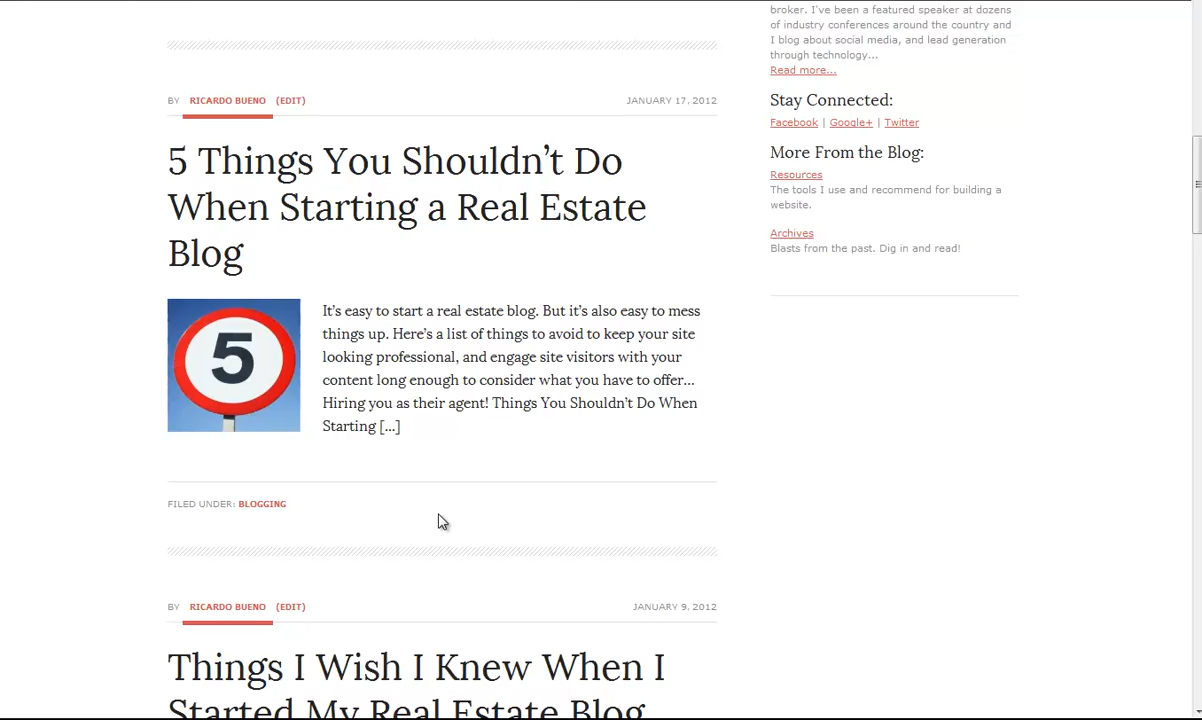 broker. I've been a featured speaker at dozens
of industry conferences around the country and
I blog about social media, and lead generation
through technology...
Read more...
Stay Connected:
Facebook | Google+ | Twitter
More From the Blog:
Resources
The tools I use and recommend for building a
website.
Archives
Blasts from the past. Dig in and read!
BY RICARDO BUENO (EDIT) JANUARY 17, 2012
5 Things You Shouldn’t Do
When Starting a Real Estate
Blog
5
It’s easy to start a real estate blog. But it’s also easy to mess
things up. Here’s a list of things to avoid to keep your site
looking professional, and engage site visitors with your
content long enough to consider what you have to offer…
Hiring you as their agent! Things You Shouldn’t Do When
Starting [...]
FILED UNDER: BLOGGING
BY RICARDO BUENO (EDIT) JANUARY 9, 2012
Things I Wish I Knew When I
Started My Real Estate Blog